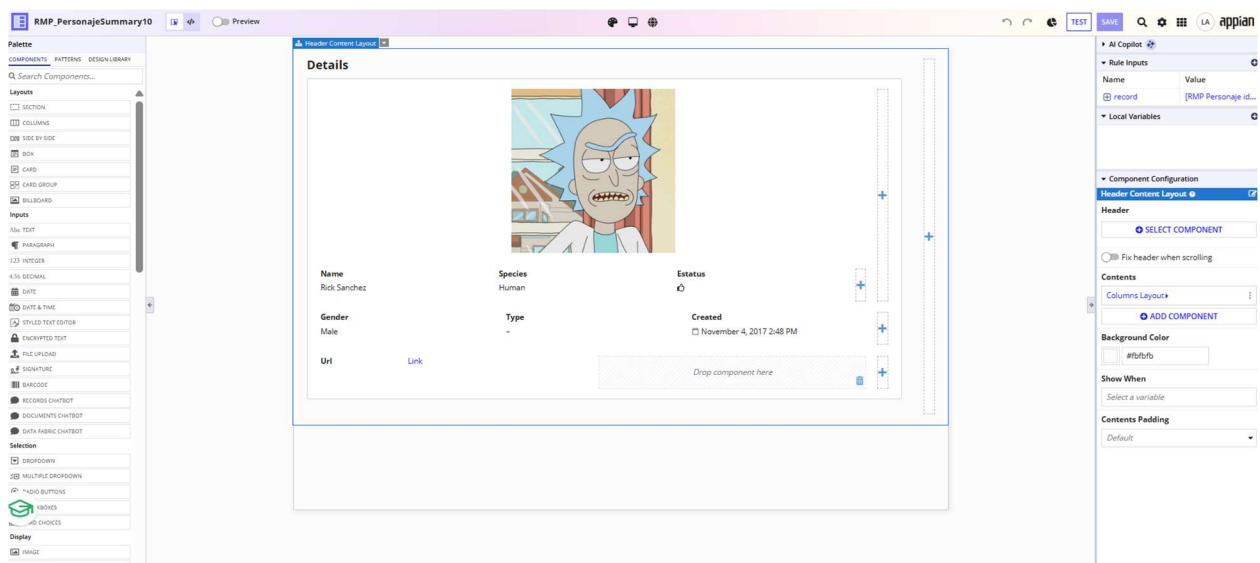 RMP_PersonajeSummary10
Preview
TEST
SAVE
LA
appian
Palette
COMPONENTS PATTERNS DESIGN LIBRARY
Search Components...
Layouts
SECTION
COLUMNS
SIDE BY SIDE
BOX
CARD
CARD GROUP
BILLBOARD
Inputs
Abc TEXT
PARAGRAPH
123 INTEGER
4.56 DECIMAL
DATE
DATE & TIME
STYLED TEXT EDITOR
ENCRYPTED TEXT
FILE UPLOAD
SIGNATURE
BARCODE
RECORDS CHATBOT
DOCUMENTS CHATBOT
DATA FABRIC CHATBOT
Selection
DROPDOWN
MULTIPLE DROPDOWN
BUTTONS
CHOICES
Display
IMAGE
Header Content Layout
Details
Name Species Estatus
Rick Sanchez Human
Gender Type Created
Male – November 4, 2017 2:48 PM
Url Link
Drop component here
AI Copilot
Rule Inputs
Name Value
record [RMP Personaje id...
Local Variables
Component Configuration
Header Content Layout
Header
SELECT COMPONENT
Fix header when scrolling
Contents
Columns Layout
ADD COMPONENT
Background Color
#fbfbfb
Show When
Select a variable
Contents Padding
Default